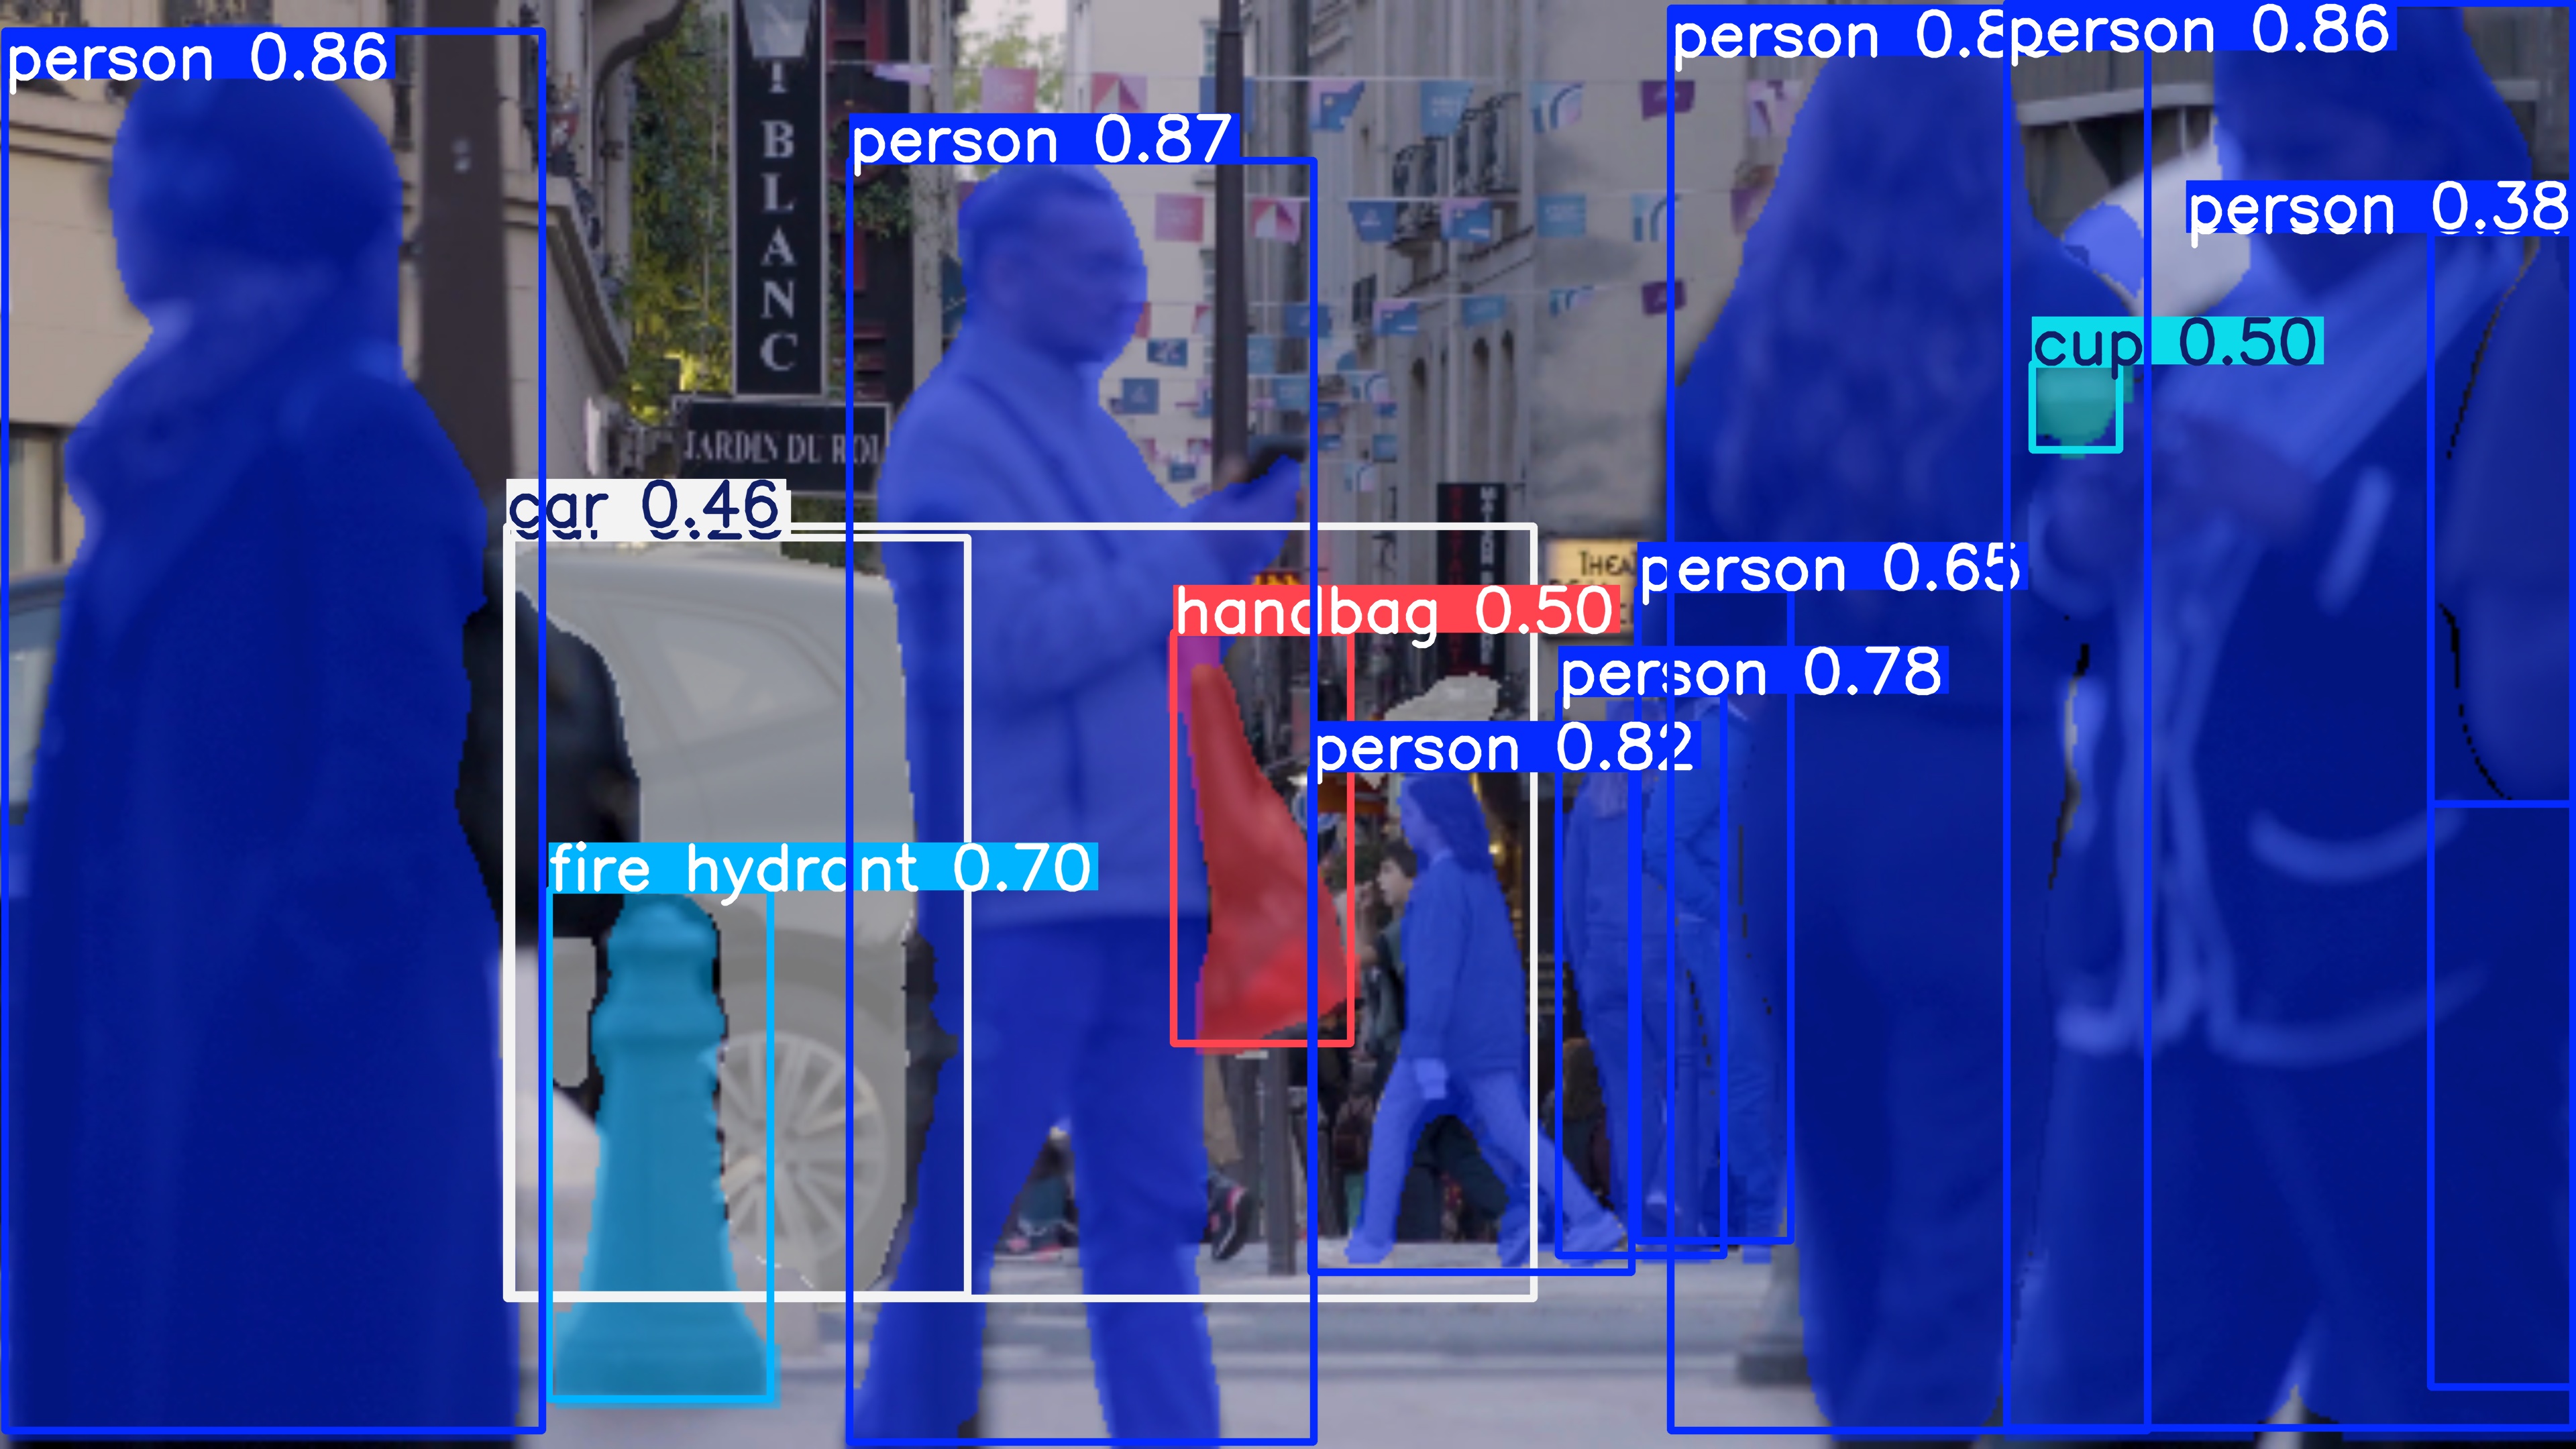 person 0.86
person 0.8
person 0.86
person 0.87
T BLANC
person 0.38
cup 0.50
JARDIN DU ROI
car 0.46
THEA
person 0.65
handbag 0.50
person 0.78
person 0.82
fire hydrant 0.70